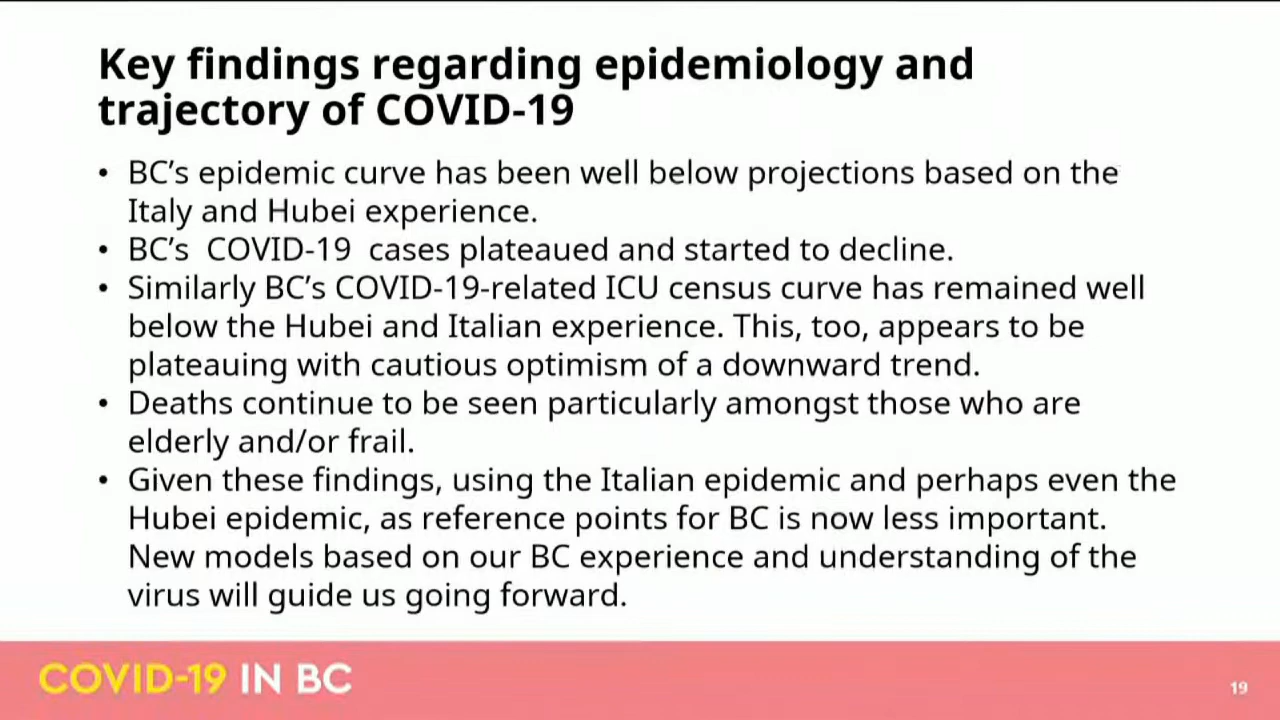 Key findings regarding epidemiology and
trajectory of COVID-19
• BC’s epidemic curve has been well below projections based on the
Italy and Hubei experience.
• BC’s  COVID-19  cases plateaued and started to decline.
• Similarly BC’s COVID-19-related ICU census curve has remained well
below the Hubei and Italian experience. This, too, appears to be
plateauing with cautious optimism of a downward trend.
• Deaths continue to be seen particularly amongst those who are
elderly and/or frail.
• Given these findings, using the Italian epidemic and perhaps even the
Hubei epidemic, as reference points for BC is now less important.
New models based on our BC experience and understanding of the
virus will guide us going forward.
COVID-19 IN BC
19